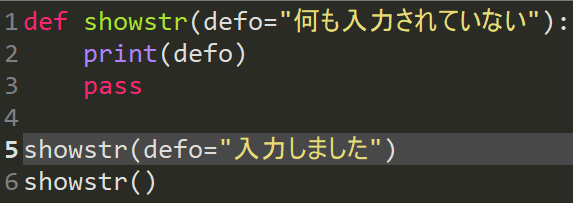 1 def showstr(defo="何も入力されていない"):
2     print(defo)
3     pass
4
5 showstr(defo="入力しました")
6 showstr()